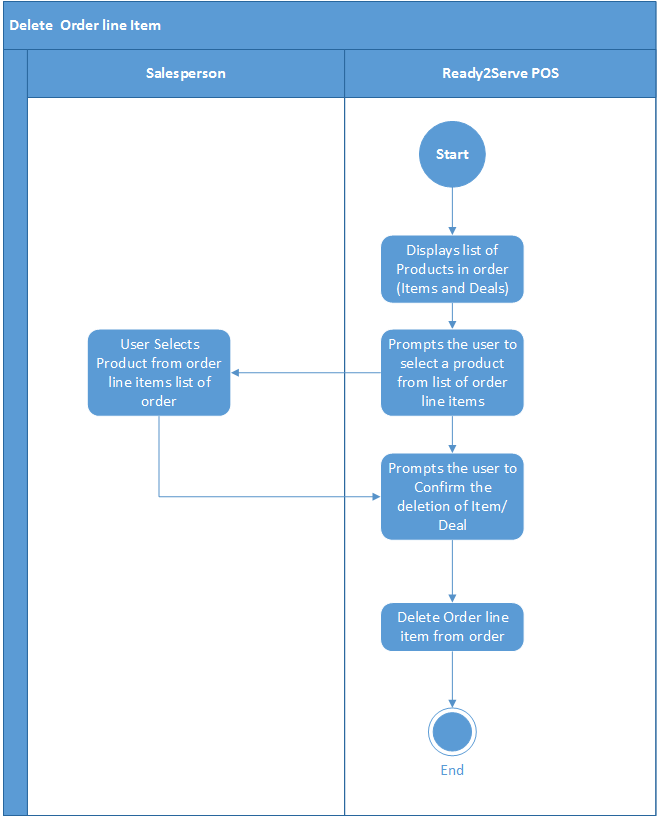 Delete  Order line Item
Salesperson
Ready2Serve POS
Start
Displays list of
Products in order
(Items and Deals)
User Selects
Product from order
line items list of
order
Prompts the user to
select a product
from list of order
line items
Prompts the user to
Confirm the
deletion of Item/
Deal
Delete Order line
item from order
End